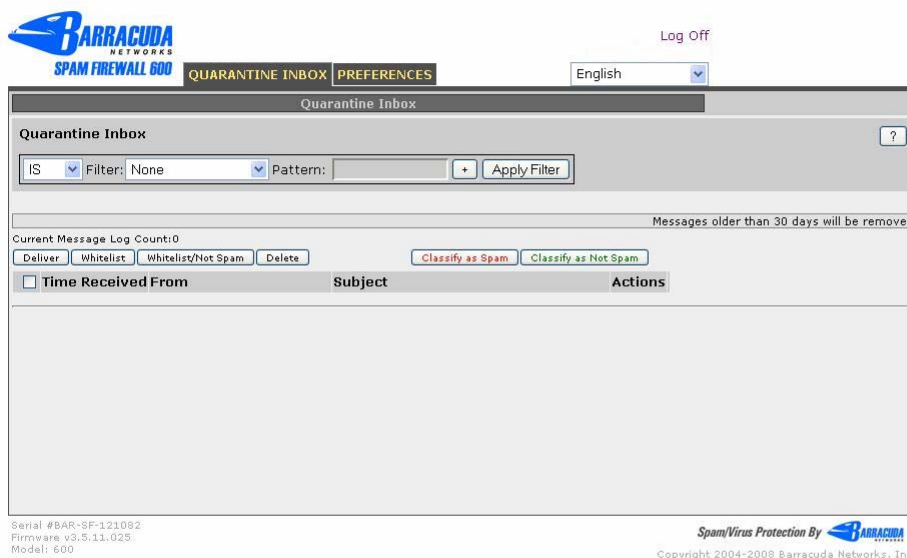 BARRACUDA
NETWORKS
SPAM FIREWALL 600
Log Off
QUARANTINE INBOX PREFERENCES
English
Quarantine Inbox
Quarantine Inbox
?
IS Filter: None Pattern: + Apply Filter
Messages older than 30 days will be remove
Current Message Log Count:0
Deliver Whitelist Whitelist/Not Spam Delete Classify as Spam Classify as Not Spam
Time Received From Subject Actions
Serial #BAR-SF-121082
Firmware v3.5.11.025
Model: 600
Spam/Virus Protection By BARRACUDA
NETWORKS
Copyright 2004-2008 Barracuda Networks, In